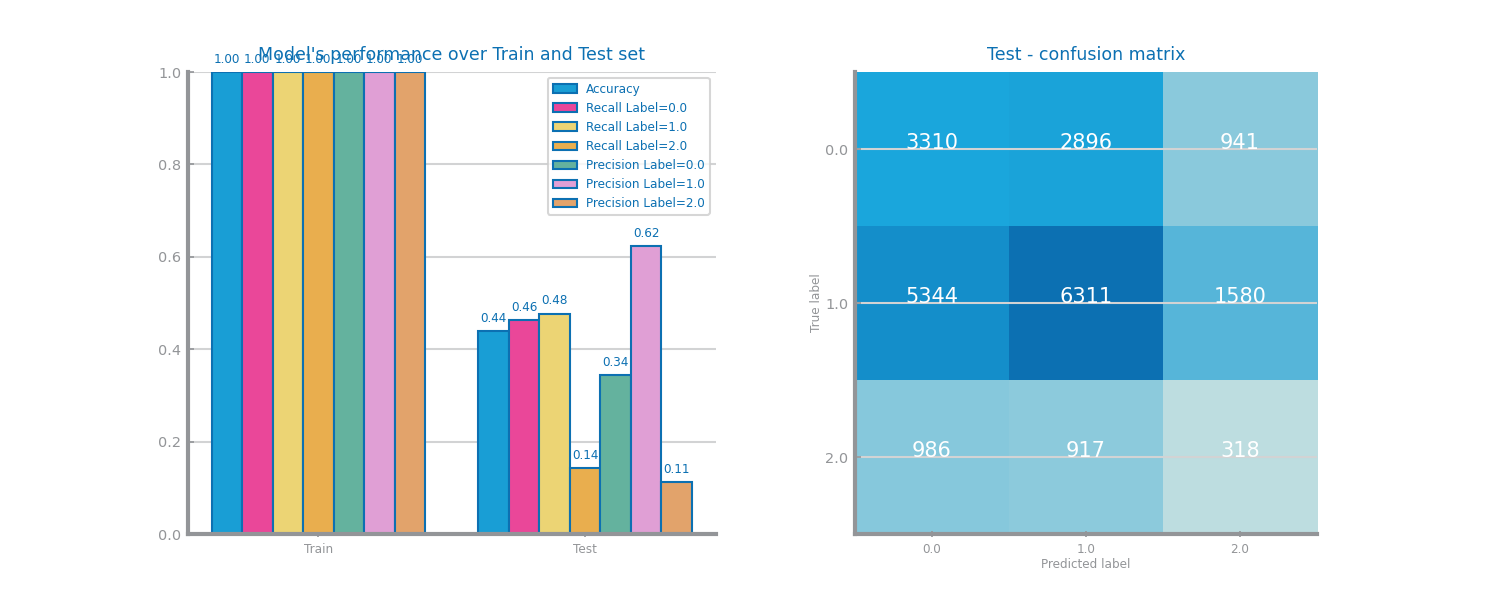 Model's performance over Train and Test set
1.00 1.00 1.00 1.00 1.00 1.00 1.00
1.0
0.8
0.6
0.4
0.2
0.0
Accuracy
Recall Label=0.0
Recall Label=1.0
Recall Label=2.0
Precision Label=0.0
Precision Label=1.0
Precision Label=2.0
0.44 0.46 0.48 0.14 0.34 0.62 0.11
Train Test
Test - confusion matrix
True label
0.0 3310 2896 941
1.0 5344 6311 1580
2.0 986 917 318
0.0 1.0 2.0
Predicted label